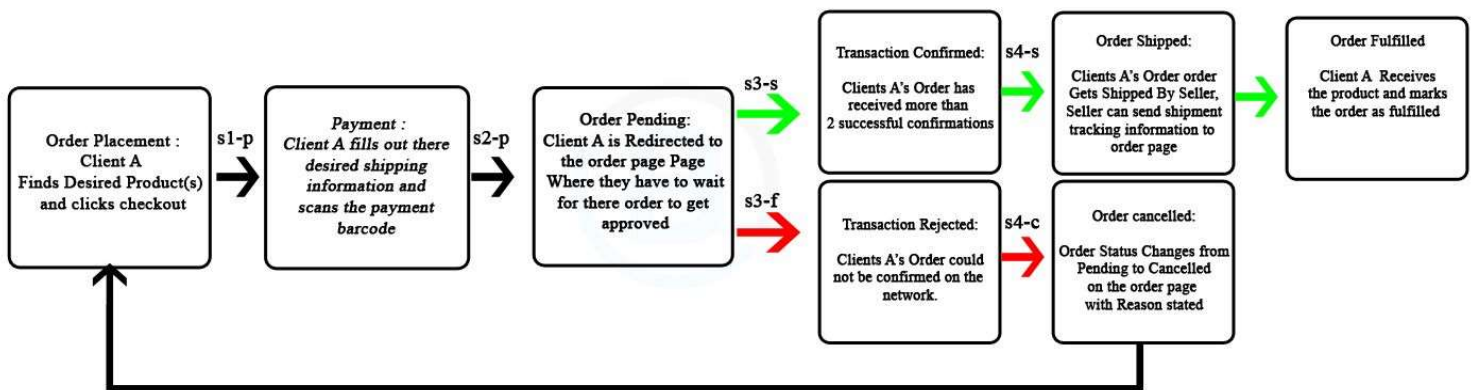 Order Placement :
Client A
Finds Desired Product(s)
and clicks checkout
s1-p
Payment :
Client A fills out there
desired shipping
information and
scans the payment
barcode
s2-p
Order Pending:
Client A is Redirected to
the order page Page
Where they have to wait
for there order to get
approved
s3-s
Transaction Confirmed:
Clients A's Order has
received more than
2 successful confirmations
s4-s
Order Shipped:
Clients A's Order order
Gets Shipped By Seller,
Seller can send shipment
tracking information to
order page
Order Fulfilled
Client A Receives
the product and marks
the order as fulfilled
s3-f
Transaction Rejected:
Clients A's Order could
not be confirmed on the
network.
s4-c
Order cancelled:
Order Status Changes from
Pending to Cancelled
on the order page
with Reason stated